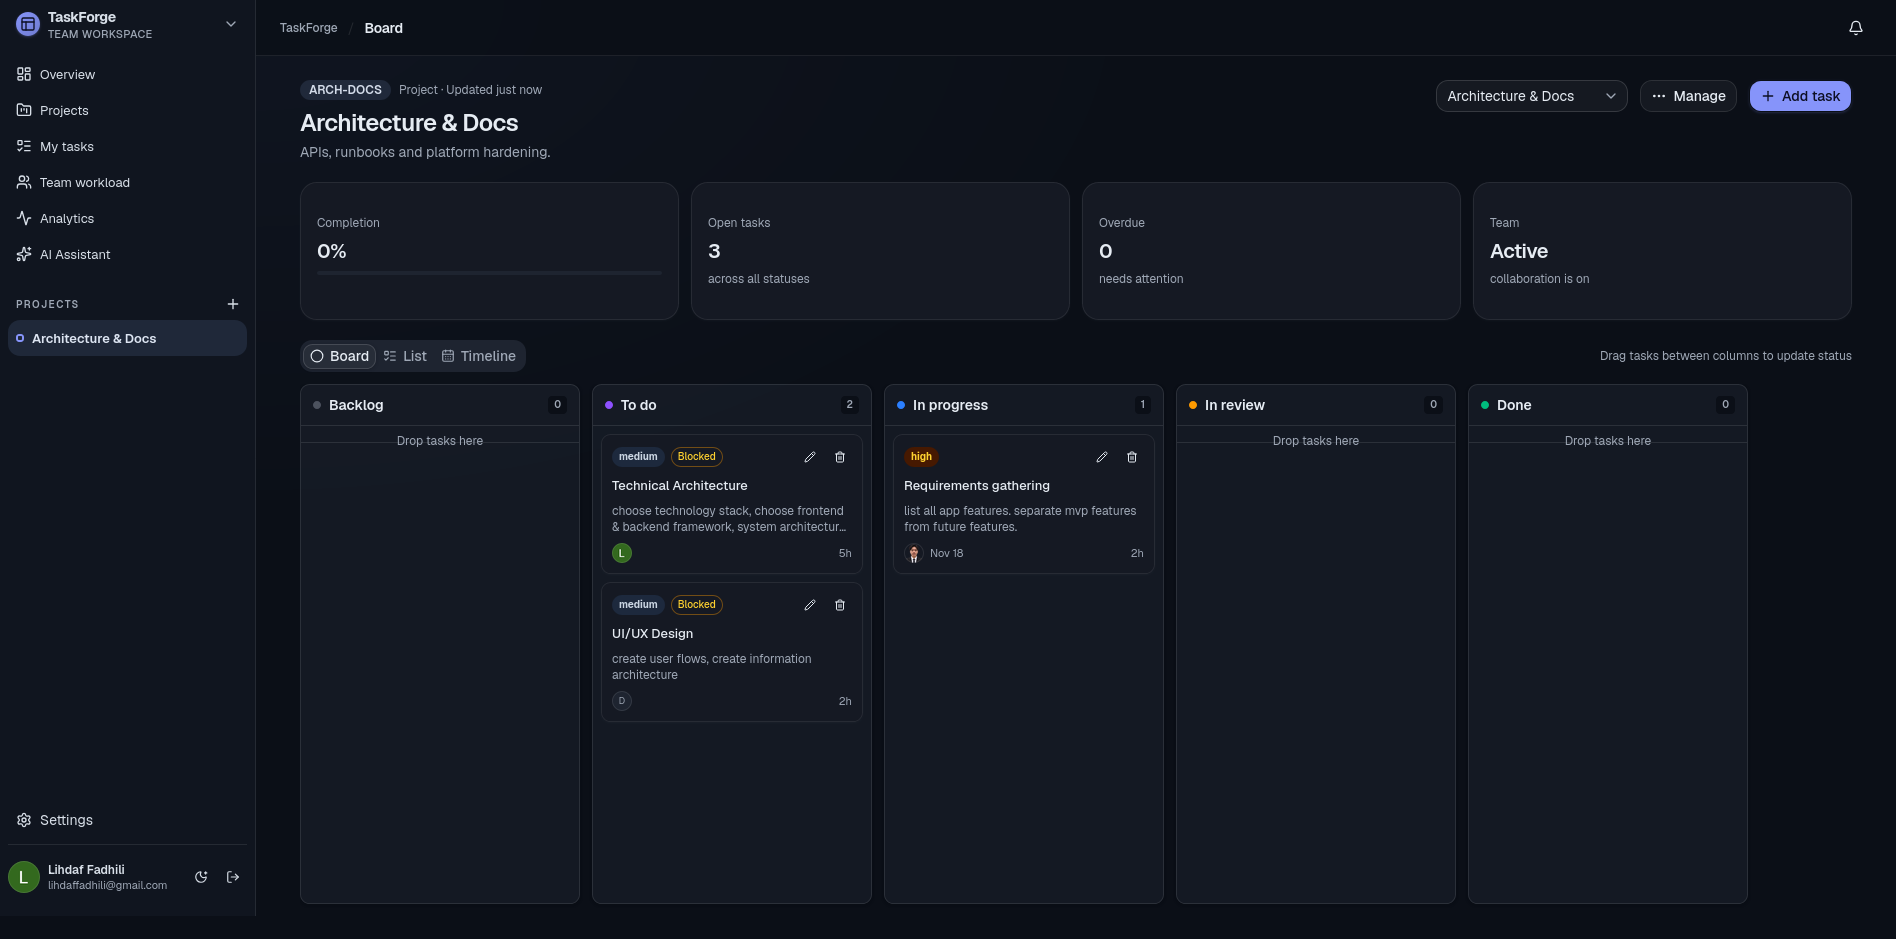 TaskForge
TEAM WORKSPACE
Overview
Projects
My tasks
Team workload
Analytics
AI Assistant
PROJECTS
Architecture & Docs
Settings
L
Lihdaf Fadhili
lihdaffadhili@gmail.com
TaskForge / Board
ARCH-DOCS Project · Updated just now
Architecture & Docs
APIs, runbooks and platform hardening.
Architecture & Docs
Manage
Add task
Completion
0%
Open tasks
3
across all statuses
Overdue
0
needs attention
Team
Active
collaboration is on
Board List Timeline
Drag tasks between columns to update status
Backlog 0
Drop tasks here
To do 2
medium Blocked
Technical Architecture
choose technology stack, choose frontend
& backend framework, system architectur...
L 5h
medium Blocked
UI/UX Design
create user flows, create information
architecture
D 2h
In progress 1
high
Requirements gathering
list all app features. separate mvp features
from future features.
Nov 18 2h
In review 0
Drop tasks here
Done 0
Drop tasks here